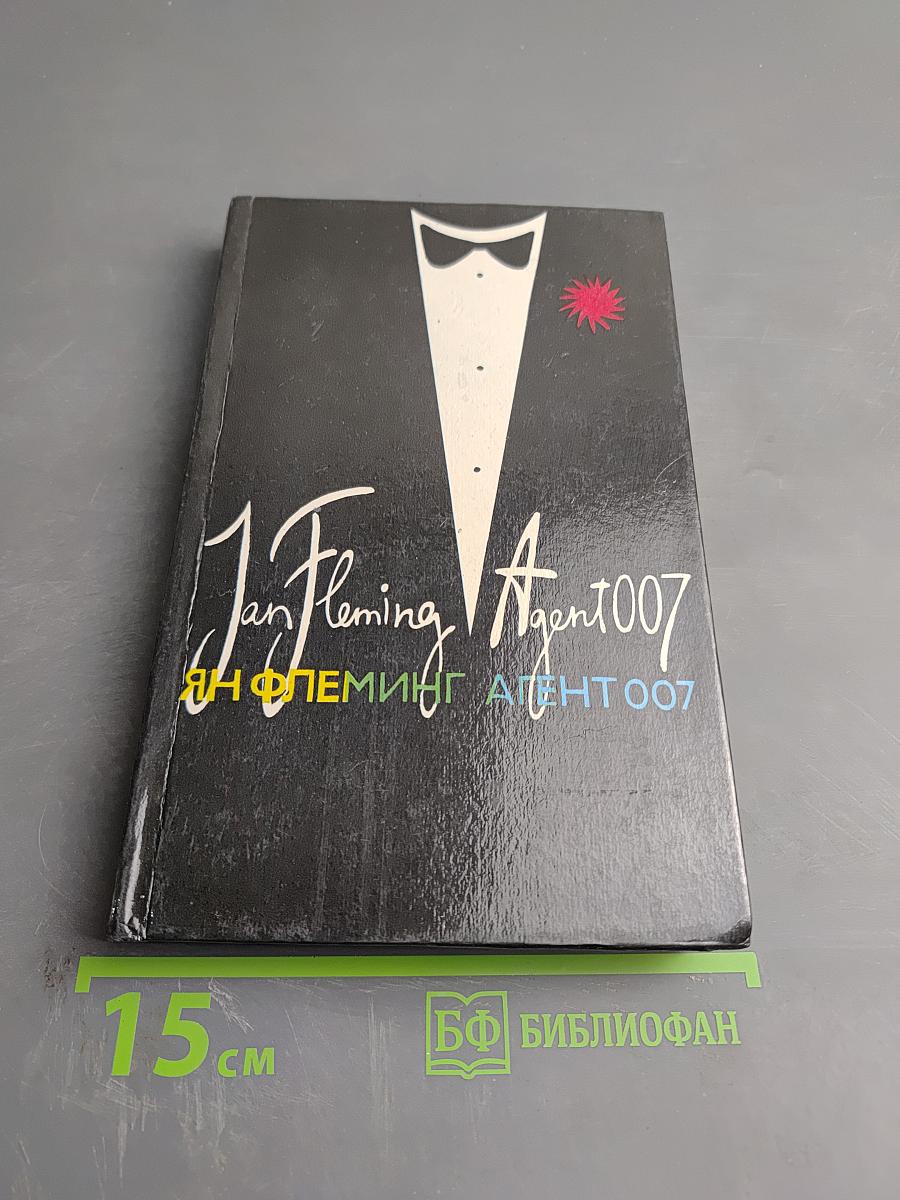 Jan Fleming Agent 007
ЯН ФЛЕМИНГ АГЕНТ 007
15 см
БФ БИБЛИОФАН